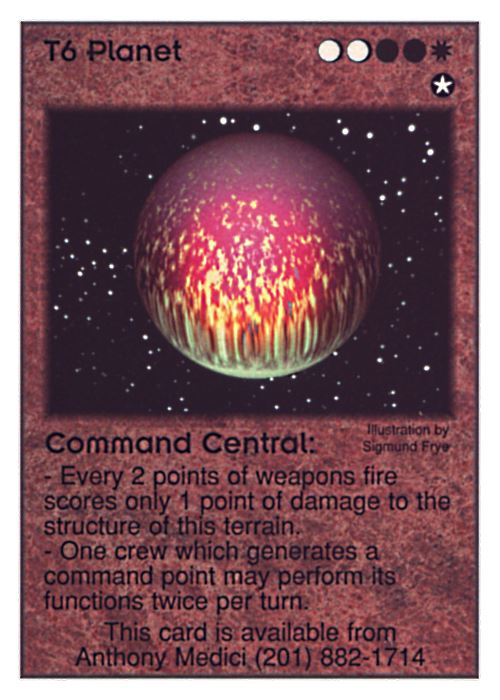 T6 Planet
Illustration by
Sigmund Frye
Command Central:
- Every 2 points of weapons fire
scores only 1 point of damage to the
structure of this terrain.
- One crew which generates a
command point may perform its
functions twice per turn.
This card is available from
Anthony Medici (201) 882-1714